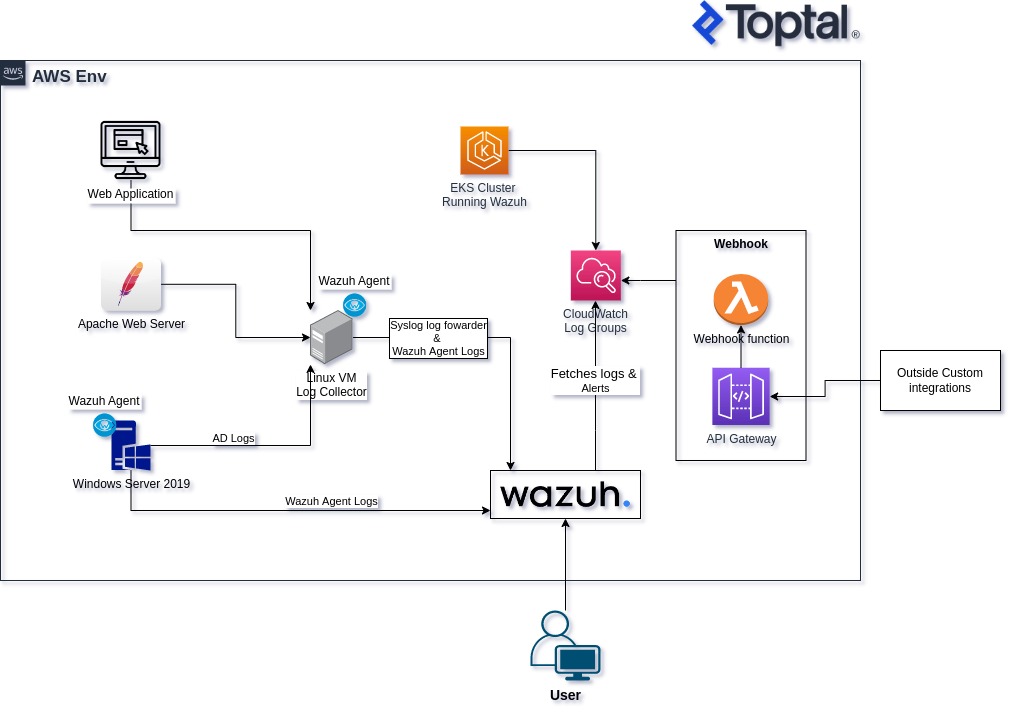 Toptal®
aws
AWS Env
Web Application
EKS Cluster
Running Wazuh
Webhook
Apache Web Server
Wazuh Agent
CloudWatch
Log Groups
Webhook function
Syslog log fowarder
&
Wazuh Agent Logs
Linux VM
Log Collector
Fetches logs &
Alerts
Outside Custom
integrations
Wazuh Agent
API Gateway
AD Logs
Windows Server 2019
Wazuh Agent Logs
wazuh.
User